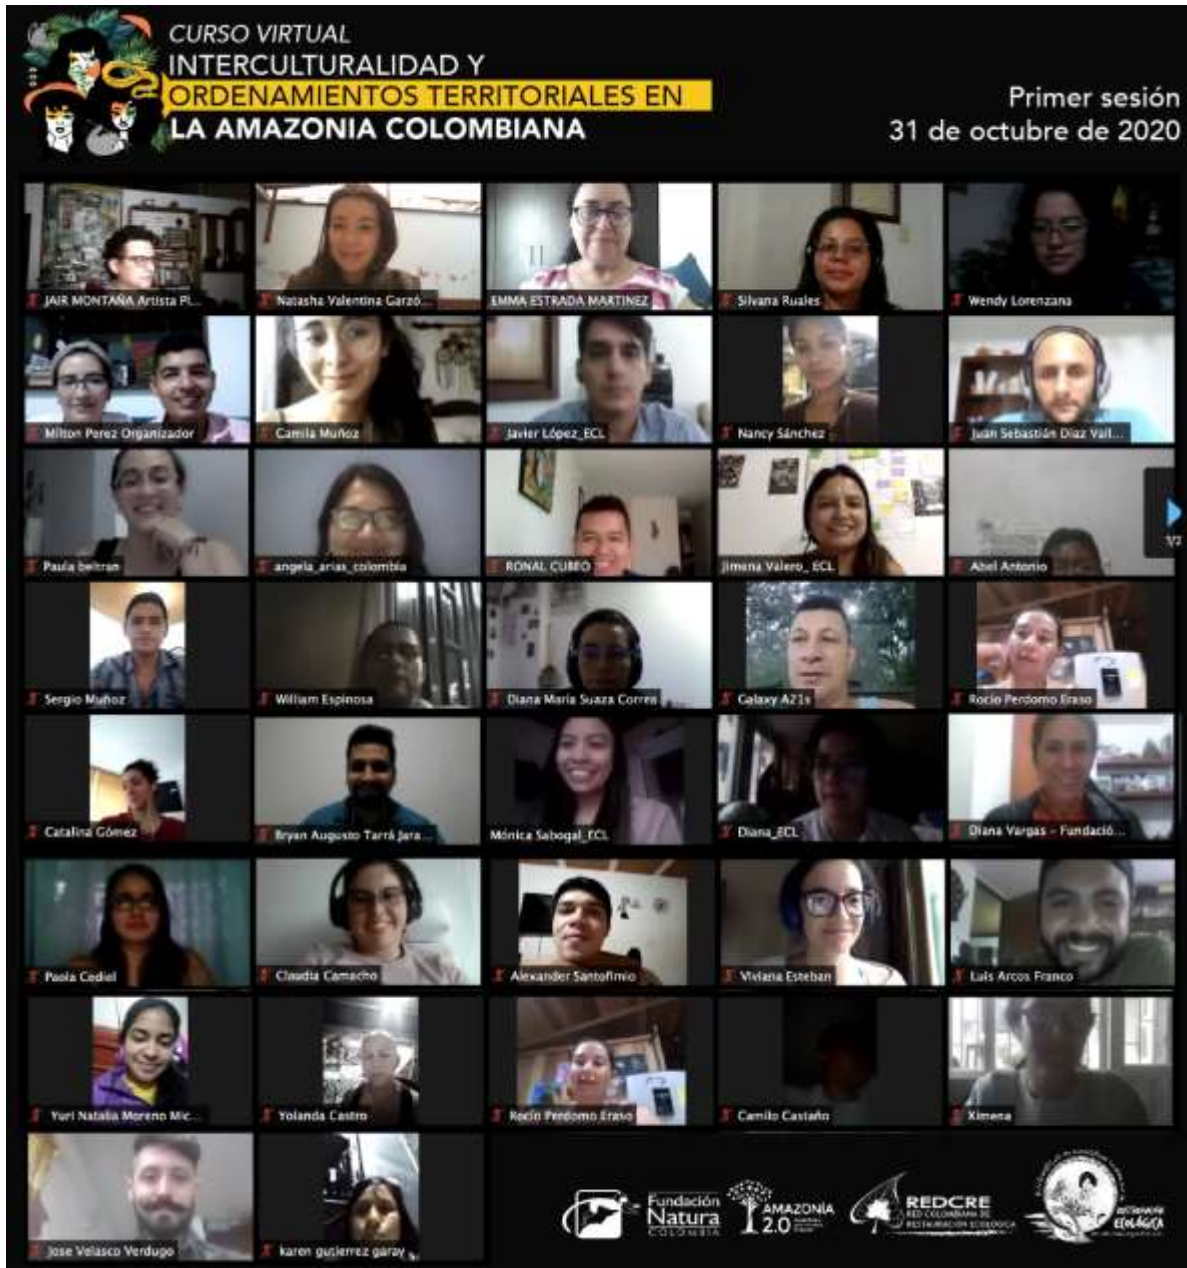 CURSO VIRTUAL
INTERCULTURALIDAD Y
ORDENAMIENTOS TERRITORIALES EN
LA AMAZONIA COLOMBIANA
Primer sesión
31 de octubre de 2020
JAIR MONTAÑA Artista Pl...
Natasha Valentina Garzó...
EMMA ESTRADA MARTINEZ
Silvana Ruales
Wendy Lorenzana
Milton Perez Organizador
Camila Muñoz
Javier López_ECL
Nancy Sánchez
Juan Sebastián Díaz Vall...
Paula beltran
angela_arias_colombia
RONAL CUBEO
Jimena Valero_ ECL
Abel Antonio
1/2
Sergio Muñoz
William Espinosa
Diana María Suaza Correa
Galaxy A21s
Rocío Perdomo Eraso
Catalina Gómez
Bryan Augusto Tarrá Jara...
Mónica Sabogal_ECL
Diana_ECL
Diana Vargas - Fundació...
Paola Cediel
Claudia Camacho
Alexander Santofimio
Viviana Esteban
Luis Arcos Franco
Yuri Natalia Moreno Mic...
Yolanda Castro
Rocío Perdomo Eraso
Camilo Castaño
Ximena
Jose Velasco Verdugo
karen gutierrez garay
Fundación
Natura
COLOMBIA
AMAZONÍA
2.0
REDCRE
RED COLOMBIANA DE
RESTAURACIÓN ECOLÓGICA
ECOLÓGICA